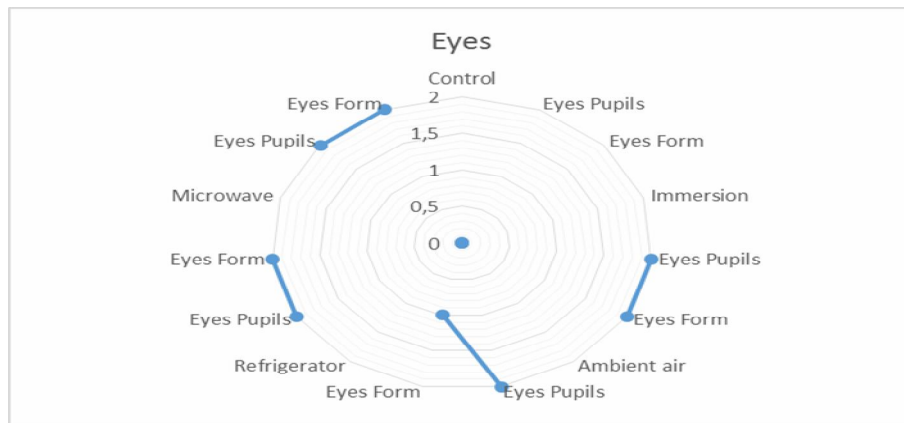 Eyes
Control
2
Eyes Form
Eyes Pupils
Eyes Pupils
1,5
Eyes Form
1
Microwave
Immersion
0,5
0
Eyes Form
Eyes Pupils
Eyes Pupils
Eyes Form
Refrigerator
Ambient air
Eyes Form
Eyes Pupils